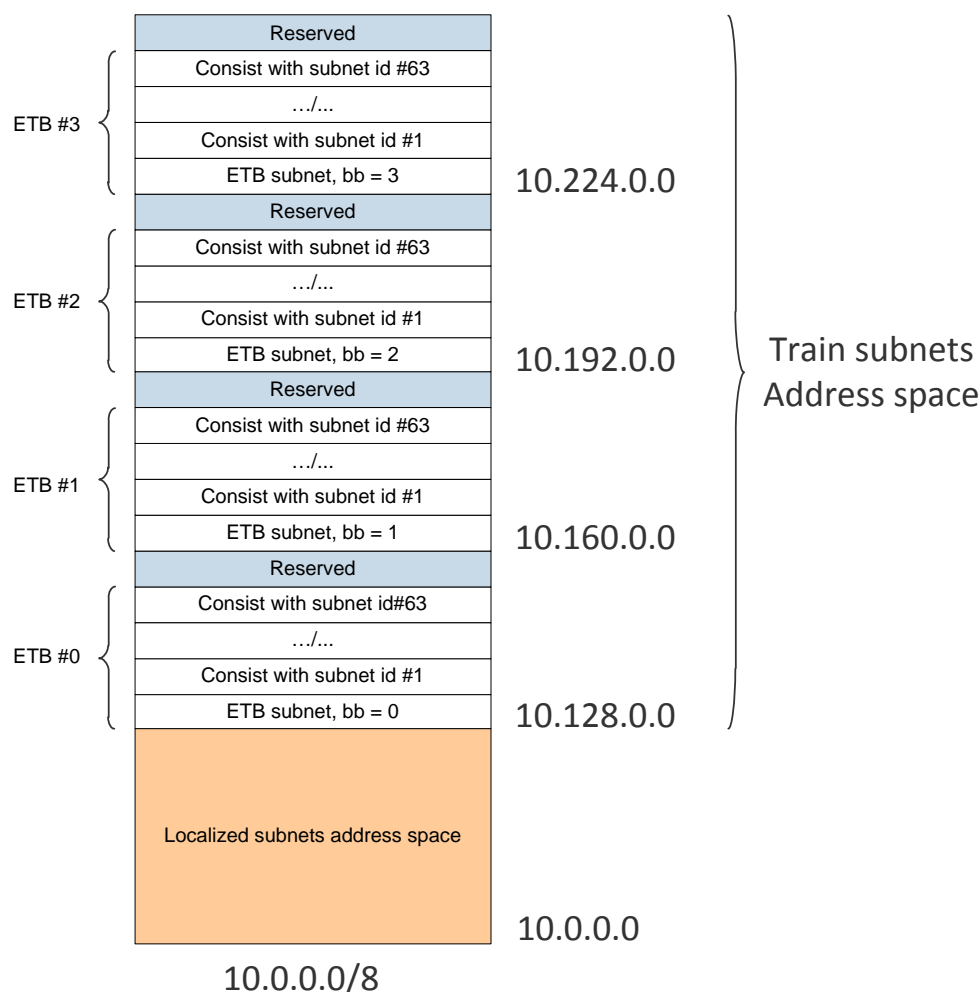 Reserved
Consist with subnet id #63
…/...
Consist with subnet id #1
ETB subnet, bb = 3
ETB #3
10.224.0.0
Reserved
Consist with subnet id #63
…/...
Consist with subnet id #1
ETB subnet, bb = 2
ETB #2
10.192.0.0
Reserved
Consist with subnet id #63
…/...
Consist with subnet id #1
ETB subnet, bb = 1
ETB #1
10.160.0.0
Reserved
Consist with subnet id#63
…/...
Consist with subnet id #1
ETB subnet, bb = 0
ETB #0
10.128.0.0
Train subnets
Address space
Localized subnets address space
10.0.0.0
10.0.0.0/8